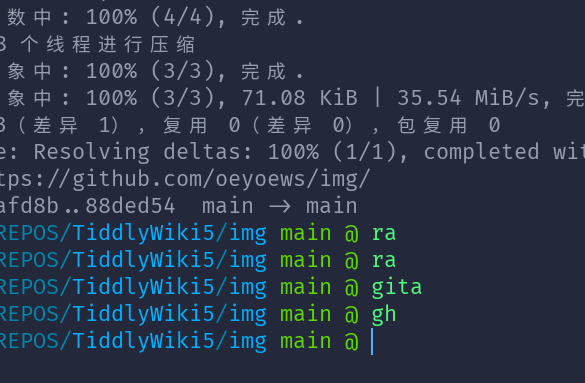 数中: 100% (4/4), 完成.
3 个线程进行压缩
象中: 100% (3/3), 完成.
象中: 100% (3/3), 71.08 KiB | 35.54 MiB/s, 完
3（差异 1），复用 0（差异 0），包复用 0
e: Resolving deltas: 100% (1/1), completed wit
tps://github.com/oeyoews/img/
afd8b..88ded54  main -> main
REPOS/TiddlyWiki5/img main @ ra
REPOS/TiddlyWiki5/img main @ ra
REPOS/TiddlyWiki5/img main @ gita
REPOS/TiddlyWiki5/img main @ gh
REPOS/TiddlyWiki5/img main @